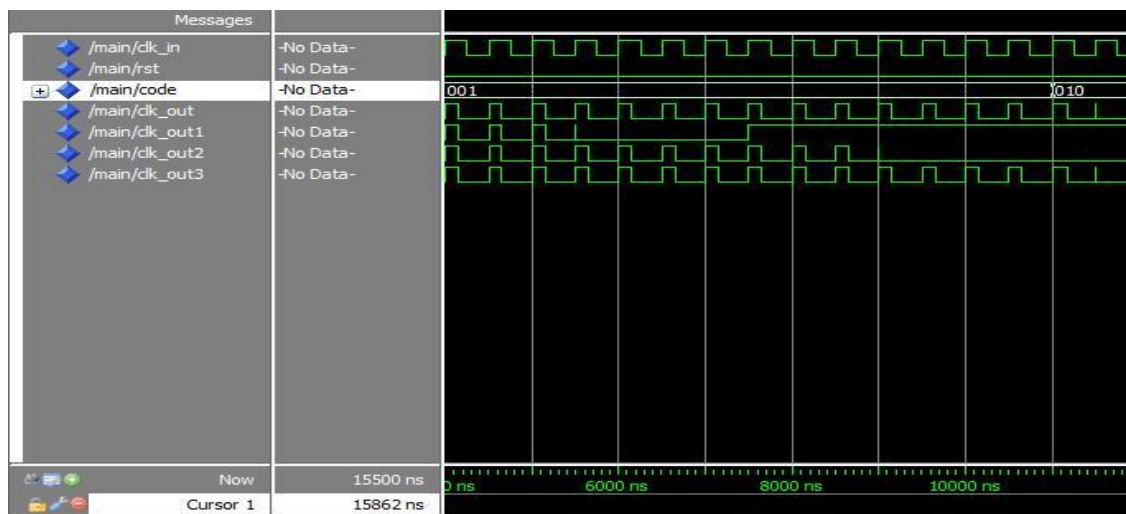 Messages
/main/clk_in -No Data-
/main/rst -No Data-
/main/code -No Data- 001 010
/main/clk_out -No Data-
/main/clk_out1 -No Data-
/main/clk_out2 -No Data-
/main/clk_out3 -No Data-
Now 15500 ns ns 6000 ns 8000 ns 10000 ns
Cursor 1 15862 ns